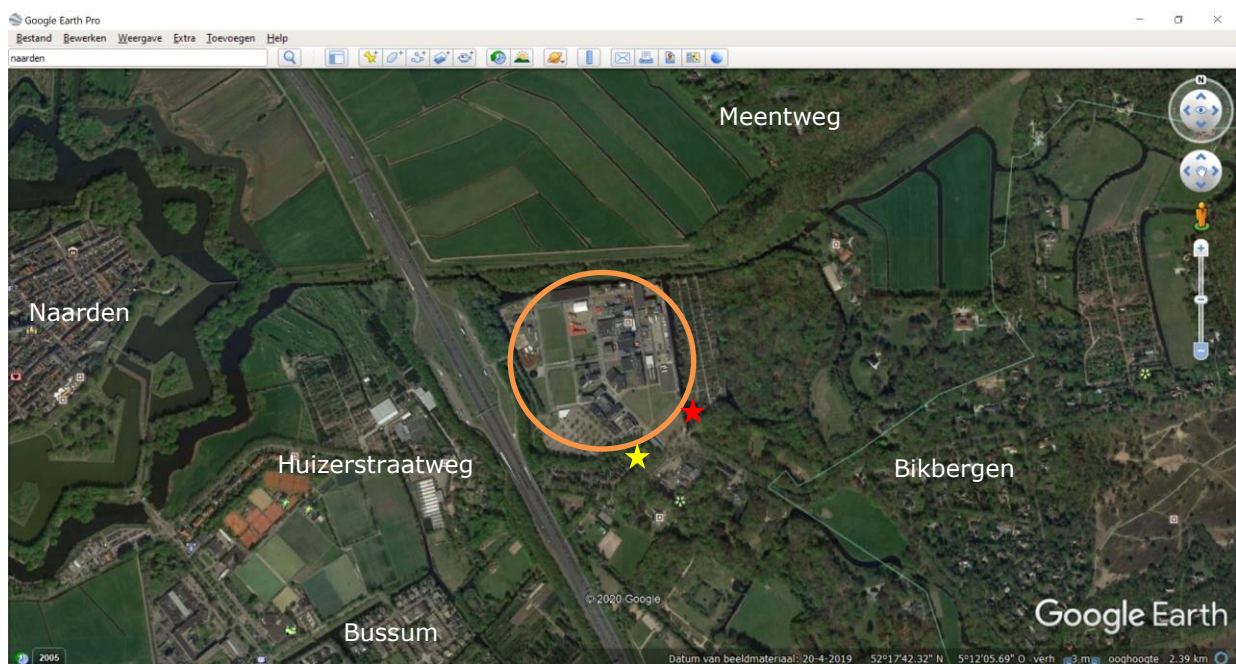 Google Earth Pro
Bestand Bewerken Weergave Extra Toevoegen Help
naarden
N
Meentweg
Naarden
Huizerstraatweg
Bikbergen
© 2020 Google
Google Earth
Bussum
2005
Datum van beeldmateriaal: 20-4-2019 52°17'42.32" N 5°12'05.69" O verh 3 m ooghoogte 2.39 km